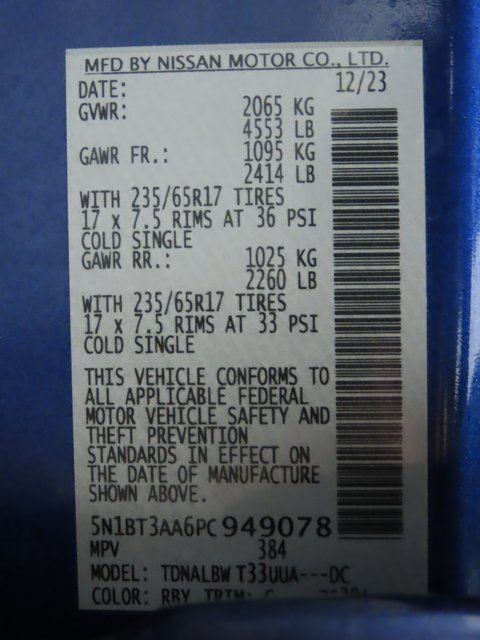 MFD BY NISSAN MOTOR CO., LTD.
DATE: 12/23
GVWR: 2065 KG
4553 LB
GAWR FR.: 1095 KG
2414 LB
WITH 235/65R17 TIRES
17 x 7.5 RIMS AT 36 PSI
COLD SINGLE
GAWR RR.: 1025 KG
2260 LB
WITH 235/65R17 TIRES
17 x 7.5 RIMS AT 33 PSI
COLD SINGLE
THIS VEHICLE CONFORMS TO
ALL APPLICABLE FEDERAL
MOTOR VEHICLE SAFETY AND
THEFT PREVENTION
STANDARDS IN EFFECT ON
THE DATE OF MANUFACTURE
SHOWN ABOVE.
5N1BT3AA6PC949078
MPV 384
MODEL: TDNALBW T33UUA---DC
COLOR: RBY TRIM: